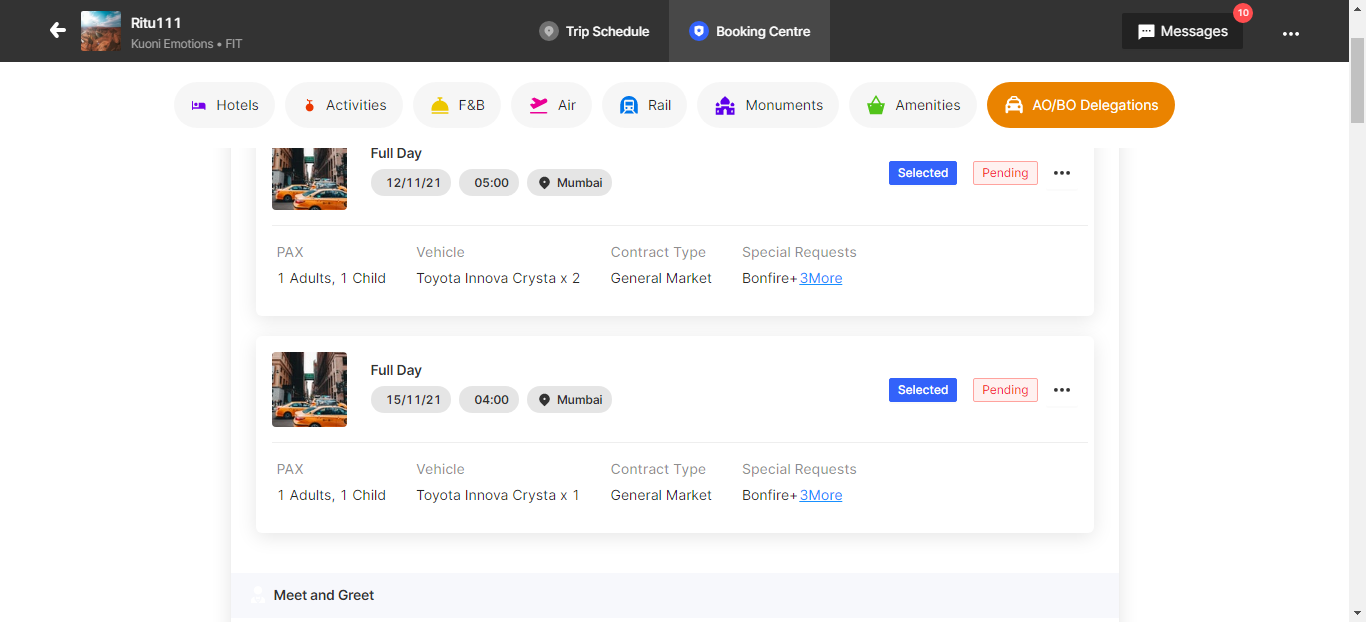 Ritu111
Kuoni Emotions • FIT
Trip Schedule
Booking Centre
Messages
10
Hotels
Activities
F&B
Air
Rail
Monuments
Amenities
AO/BO Delegations
Full Day
12/11/21 05:00 Mumbai
Selected Pending
PAX Vehicle Contract Type Special Requests
1 Adults, 1 Child Toyota Innova Crysta x 2 General Market Bonfire+3More
Full Day
15/11/21 04:00 Mumbai
Selected Pending
PAX Vehicle Contract Type Special Requests
1 Adults, 1 Child Toyota Innova Crysta x 1 General Market Bonfire+3More
Meet and Greet